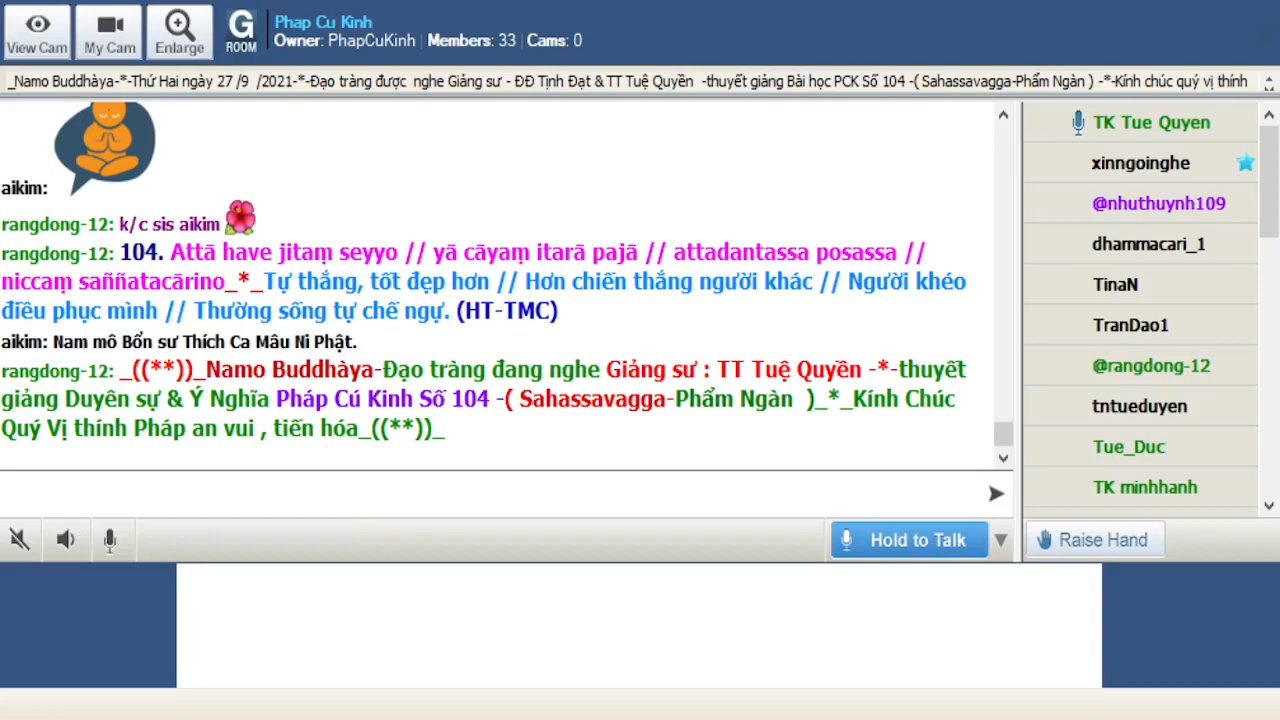 View Cam
My Cam
Enlarge
G
ROOM
Phap Cu Kinh
Owner: PhapCuKinh | Members: 33 | Cams: 0
_Namo Buddhàya-*-Thứ Hai ngày 27 /9 /2021-*-Đạo tràng được nghe Giảng sư - ĐĐ Tịnh Đạt & TT Tuệ Quyền -thuyết giảng Bài học PCK Số 104 -( Sahassavagga-Phẩm Ngàn ) -*-Kính chúc quý vị thính
aikim:
rangdong-12: k/c sis aikim
rangdong-12: 104. Attā have jitaṃ seyyo // yā cāyaṃ itarā pajā // attadantassa posassa //
niccaṃ saññatacārino_*_Tự thắng, tốt đẹp hơn // Hơn chiến thắng người khác // Người khéo
điều phục mình // Thường sống tự chế ngự. (HT-TMC)
aikim: Nam mô Bổn sư Thích Ca Mâu Ni Phật.
rangdong-12: _((**))_Namo Buddhàya-Đạo tràng đang nghe Giảng sư : TT Tuệ Quyền -*-thuyết
giảng Duyên sự & Ý Nghĩa Pháp Cú Kinh Số 104 -( Sahassavagga-Phẩm Ngàn )_*_Kính Chúc
Quý Vị thính Pháp an vui , tiến hóa_((**))_
TK Tue Quyen
xinngoinghe
@nhuthuynh109
dhammacari_1
TinaN
TranDao1
@rangdong-12
tntueduyen
Tue_Duc
TK minhhanh
Hold to Talk
Raise Hand